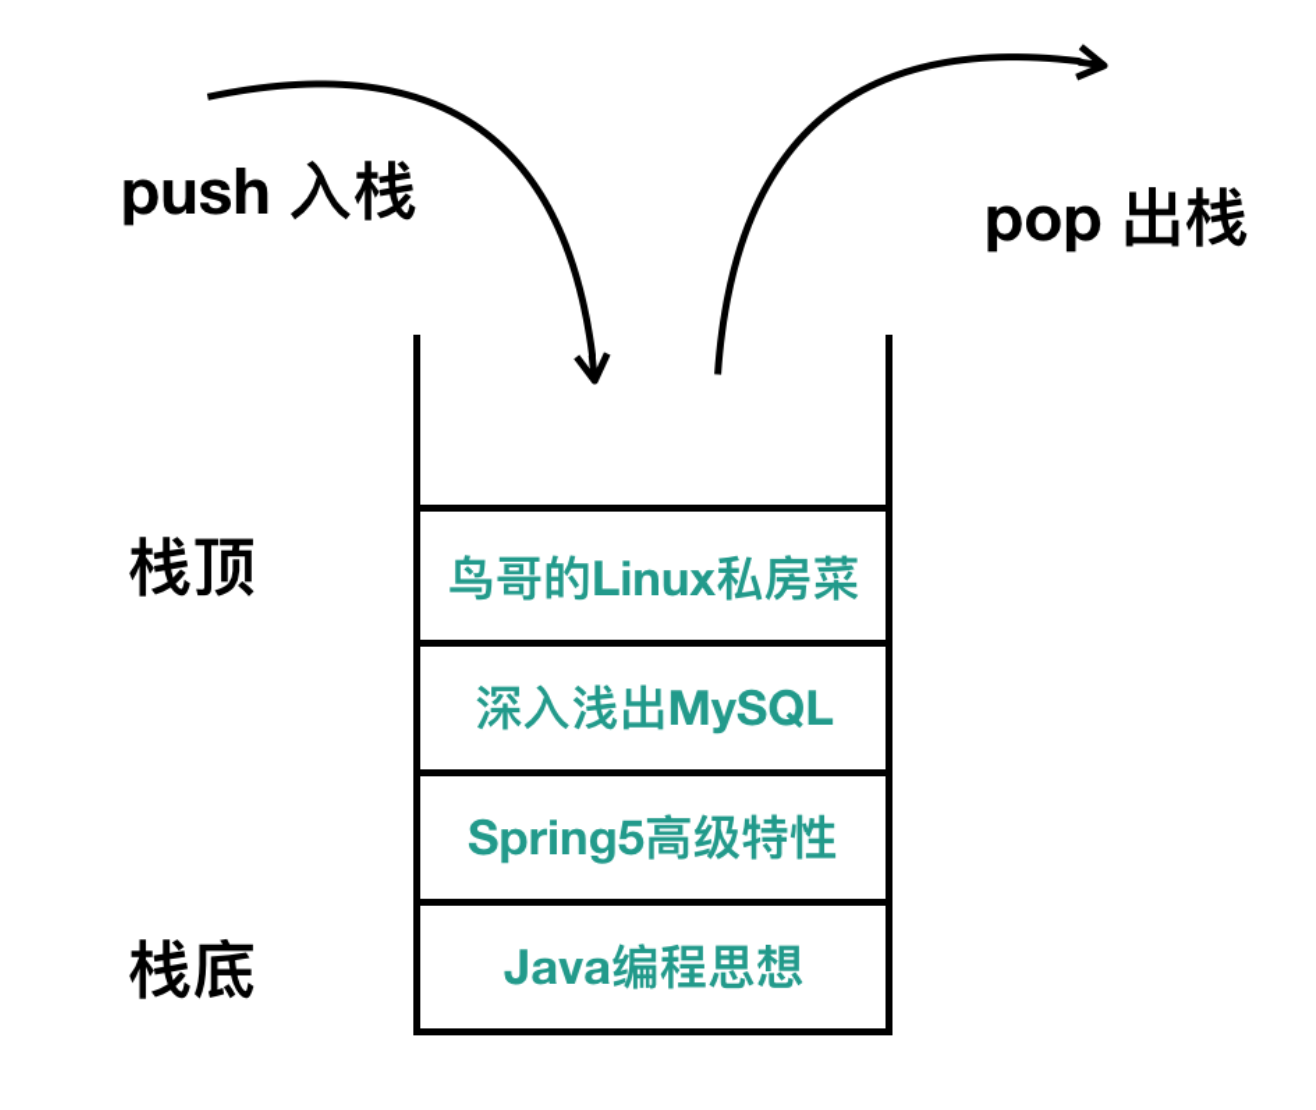 push 入栈
pop 出栈
栈顶
鸟哥的Linux私房菜
深入浅出MySQL
Spring5高级特性
栈底
Java编程思想